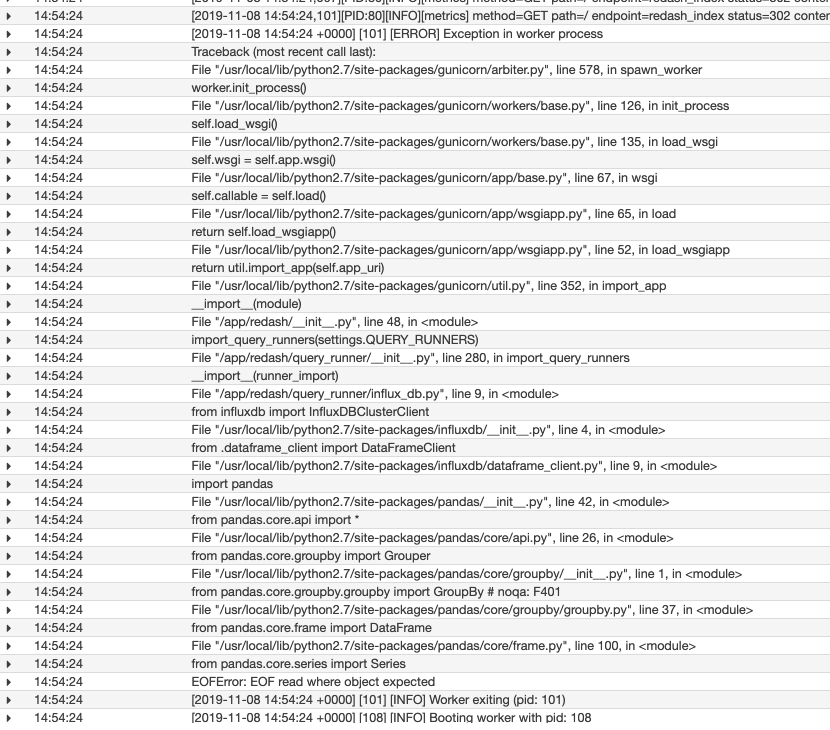 14:54:24 [2019-11-08 14:54:24,101][PID:80][INFO][metrics] method=GET path=/ endpoint=redash_index status=302 conter
14:54:24 [2019-11-08 14:54:24 +0000] [101] [ERROR] Exception in worker process
14:54:24 Traceback (most recent call last):
14:54:24 File "/usr/local/lib/python2.7/site-packages/gunicorn/arbiter.py", line 578, in spawn_worker
14:54:24 worker.init_process()
14:54:24 File "/usr/local/lib/python2.7/site-packages/gunicorn/workers/base.py", line 126, in init_process
14:54:24 self.load_wsgi()
14:54:24 File "/usr/local/lib/python2.7/site-packages/gunicorn/workers/base.py", line 135, in load_wsgi
14:54:24 self.wsgi = self.app.wsgi()
14:54:24 File "/usr/local/lib/python2.7/site-packages/gunicorn/app/base.py", line 67, in wsgi
14:54:24 self.callable = self.load()
14:54:24 File "/usr/local/lib/python2.7/site-packages/gunicorn/app/wsgiapp.py", line 65, in load
14:54:24 return self.load_wsgiapp()
14:54:24 File "/usr/local/lib/python2.7/site-packages/gunicorn/app/wsgiapp.py", line 52, in load_wsgiapp
14:54:24 return util.import_app(self.app_uri)
14:54:24 File "/usr/local/lib/python2.7/site-packages/gunicorn/util.py", line 352, in import_app
14:54:24 __import__(module)
14:54:24 File "/app/redash/__init__.py", line 48, in <module>
14:54:24 import_query_runners(settings.QUERY_RUNNERS)
14:54:24 File "/app/redash/query_runner/__init__.py", line 280, in import_query_runners
14:54:24 __import__(runner_import)
14:54:24 File "/app/redash/query_runner/influx_db.py", line 9, in <module>
14:54:24 from influxdb import InfluxDBClusterClient
14:54:24 File "/usr/local/lib/python2.7/site-packages/influxdb/__init__.py", line 4, in <module>
14:54:24 from .dataframe_client import DataFrameClient
14:54:24 File "/usr/local/lib/python2.7/site-packages/influxdb/dataframe_client.py", line 9, in <module>
14:54:24 import pandas
14:54:24 File "/usr/local/lib/python2.7/site-packages/pandas/__init__.py", line 42, in <module>
14:54:24 from pandas.core.api import *
14:54:24 File "/usr/local/lib/python2.7/site-packages/pandas/core/api.py", line 26, in <module>
14:54:24 from pandas.core.groupby import Grouper
14:54:24 File "/usr/local/lib/python2.7/site-packages/pandas/core/groupby/__init__.py", line 1, in <module>
14:54:24 from pandas.core.groupby.groupby import GroupBy # noqa: F401
14:54:24 File "/usr/local/lib/python2.7/site-packages/pandas/core/groupby/groupby.py", line 37, in <module>
14:54:24 from pandas.core.frame import DataFrame
14:54:24 File "/usr/local/lib/python2.7/site-packages/pandas/core/frame.py", line 100, in <module>
14:54:24 from pandas.core.series import Series
14:54:24 EOFError: EOF read where object expected
14:54:24 [2019-11-08 14:54:24 +0000] [101] [INFO] Worker exiting (pid: 101)
14:54:24 [2019-11-08 14:54:24 +0000] [108] [INFO] Booting worker with pid: 108